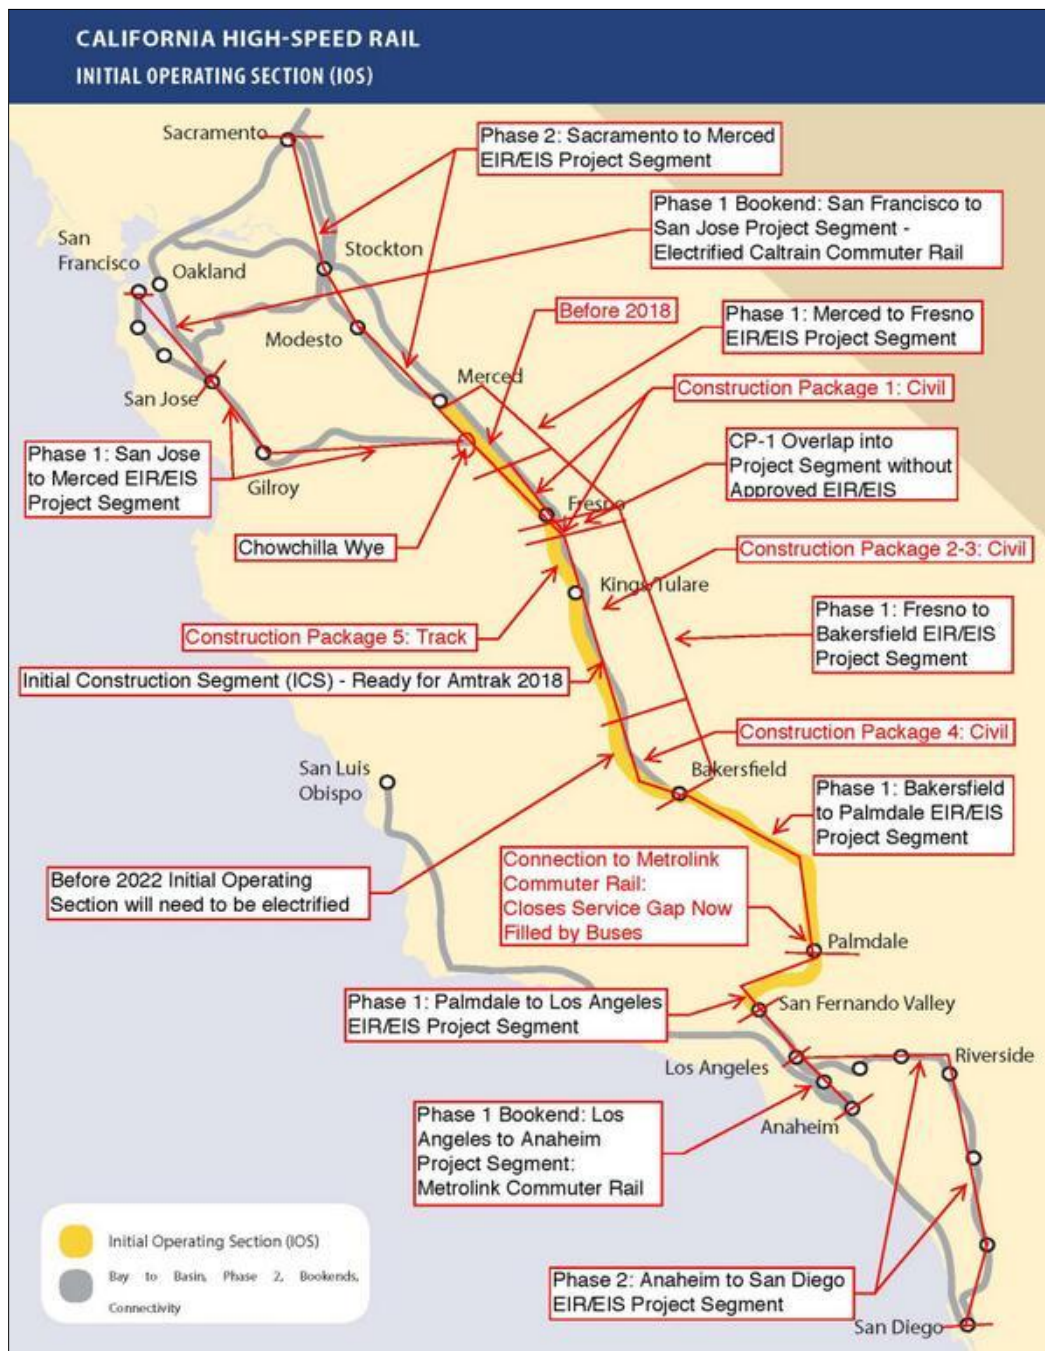 CALIFORNIA HIGH-SPEED RAIL
INITIAL OPERATING SECTION (IOS)
Sacramento
Phase 2: Sacramento to Merced
EIR/EIS Project Segment
Phase 1 Bookend: San Francisco to
San Jose Project Segment -
Electrified Caltrain Commuter Rail
San
Francisco
Oakland
Stockton
Before 2018
Phase 1: Merced to Fresno
EIR/EIS Project Segment
Modesto
Merced
Construction Package 1: Civil
San Jose
Phase 1: San Jose
to Merced EIR/EIS
Project Segment
Gilroy
CP-1 Overlap into
Project Segment without
Approved EIR/EIS
Fresno
Chowchilla Wye
Construction Package 2-3: Civil
Kings/Tulare
Construction Package 5: Track
Phase 1: Fresno to
Bakersfield EIR/EIS
Project Segment
Initial Construction Segment (ICS) - Ready for Amtrak 2018
Construction Package 4: Civil
San Luis
Obispo
Bakersfield
Phase 1: Bakersfield
to Palmdale EIR/EIS
Project Segment
Before 2022 Initial Operating
Section will need to be electrified
Connection to Metrolink
Commuter Rail:
Closes Service Gap Now
Filled by Buses
Palmdale
Phase 1: Palmdale to Los Angeles
EIR/EIS Project Segment
San Fernando Valley
Los Angeles
Riverside
Phase 1 Bookend: Los
Angeles to Anaheim
Project Segment:
Metrolink Commuter Rail
Anaheim
Initial Operating Section (IOS)
Bay to Basin, Phase 2, Bookends,
Connectivity
Phase 2: Anaheim to San Diego
EIR/EIS Project Segment
San Diego